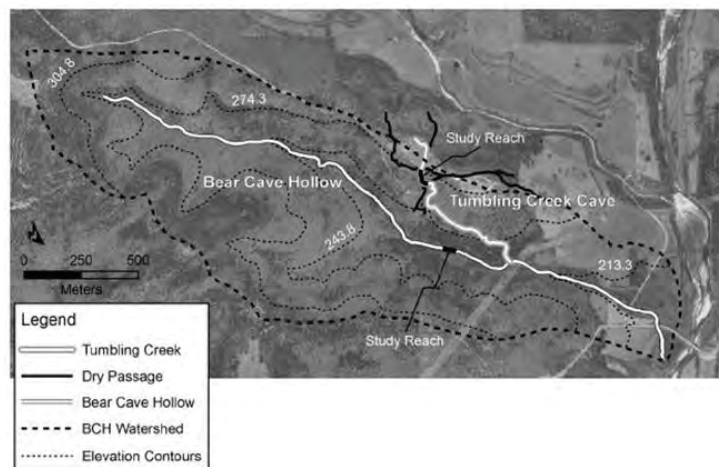 304.8
274.3
Study Reach
Bear Cave Hollow
Tumbling Creek Cave
243.8
0 250 500
Meters
213.3
Study Reach
Legend
Tumbling Creek
Dry Passage
Bear Cave Hollow
BCH Watershed
Elevation Contours